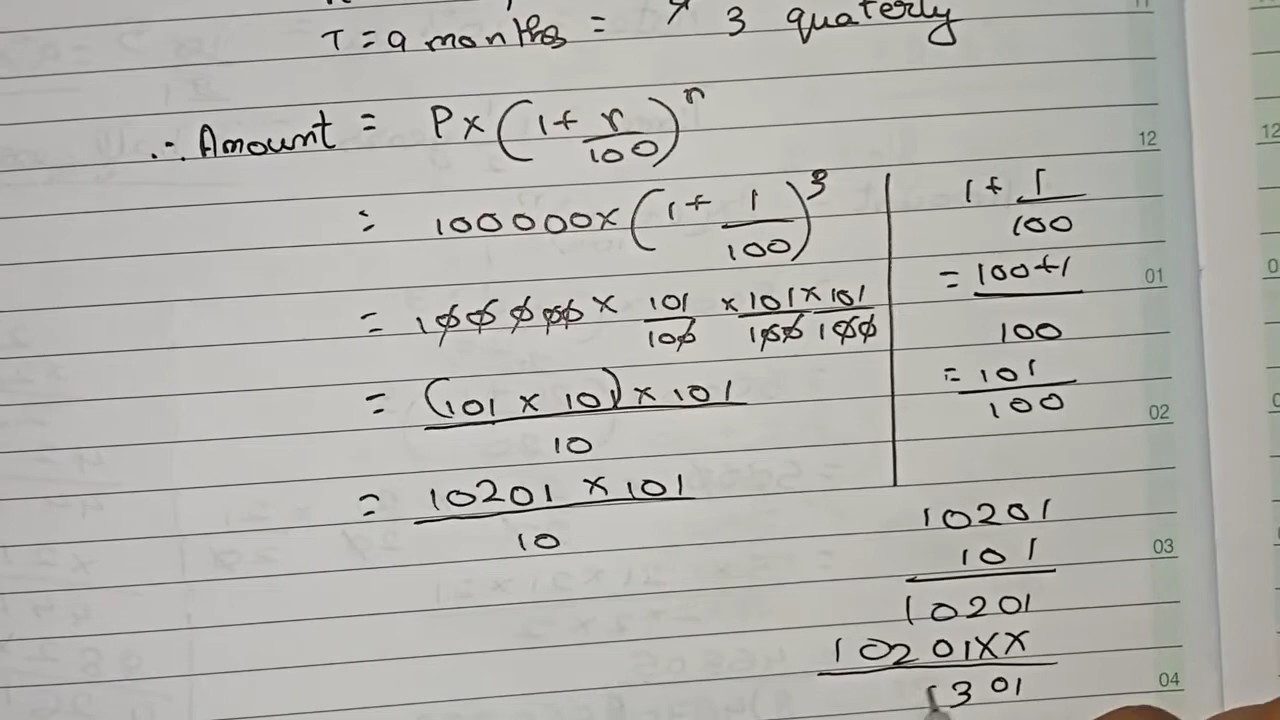 T = 9 months = 3 quaterly
∴ Amount = P × (1 + r/100)^n
= 100000 × (1 + 1/100)^3
= 100000 × 101/100 × 101/100 × 101/100
= (101 × 101) × 101
10
= 10201 × 101
10
1 + 1/100
= 100+1
100
= 101
100
10201
101
10201
10201××
1301
12
01
02
03
04
12